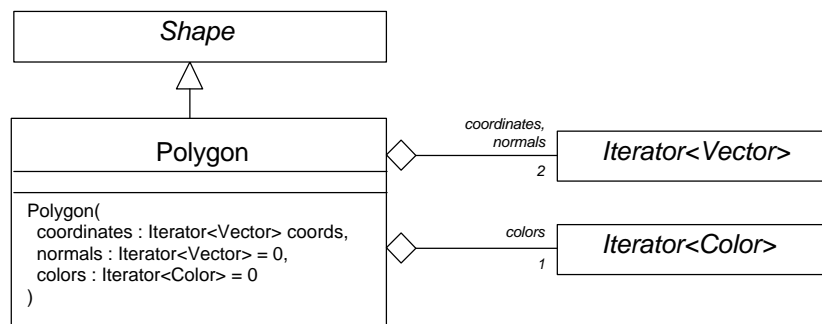 Shape
Polygon
Polygon(
coordinates : Iterator<Vector> coords,
normals : Iterator<Vector> = 0,
colors : Iterator<Color> = 0
)
coordinates,
normals
2
Iterator<Vector>
colors
1
Iterator<Color>